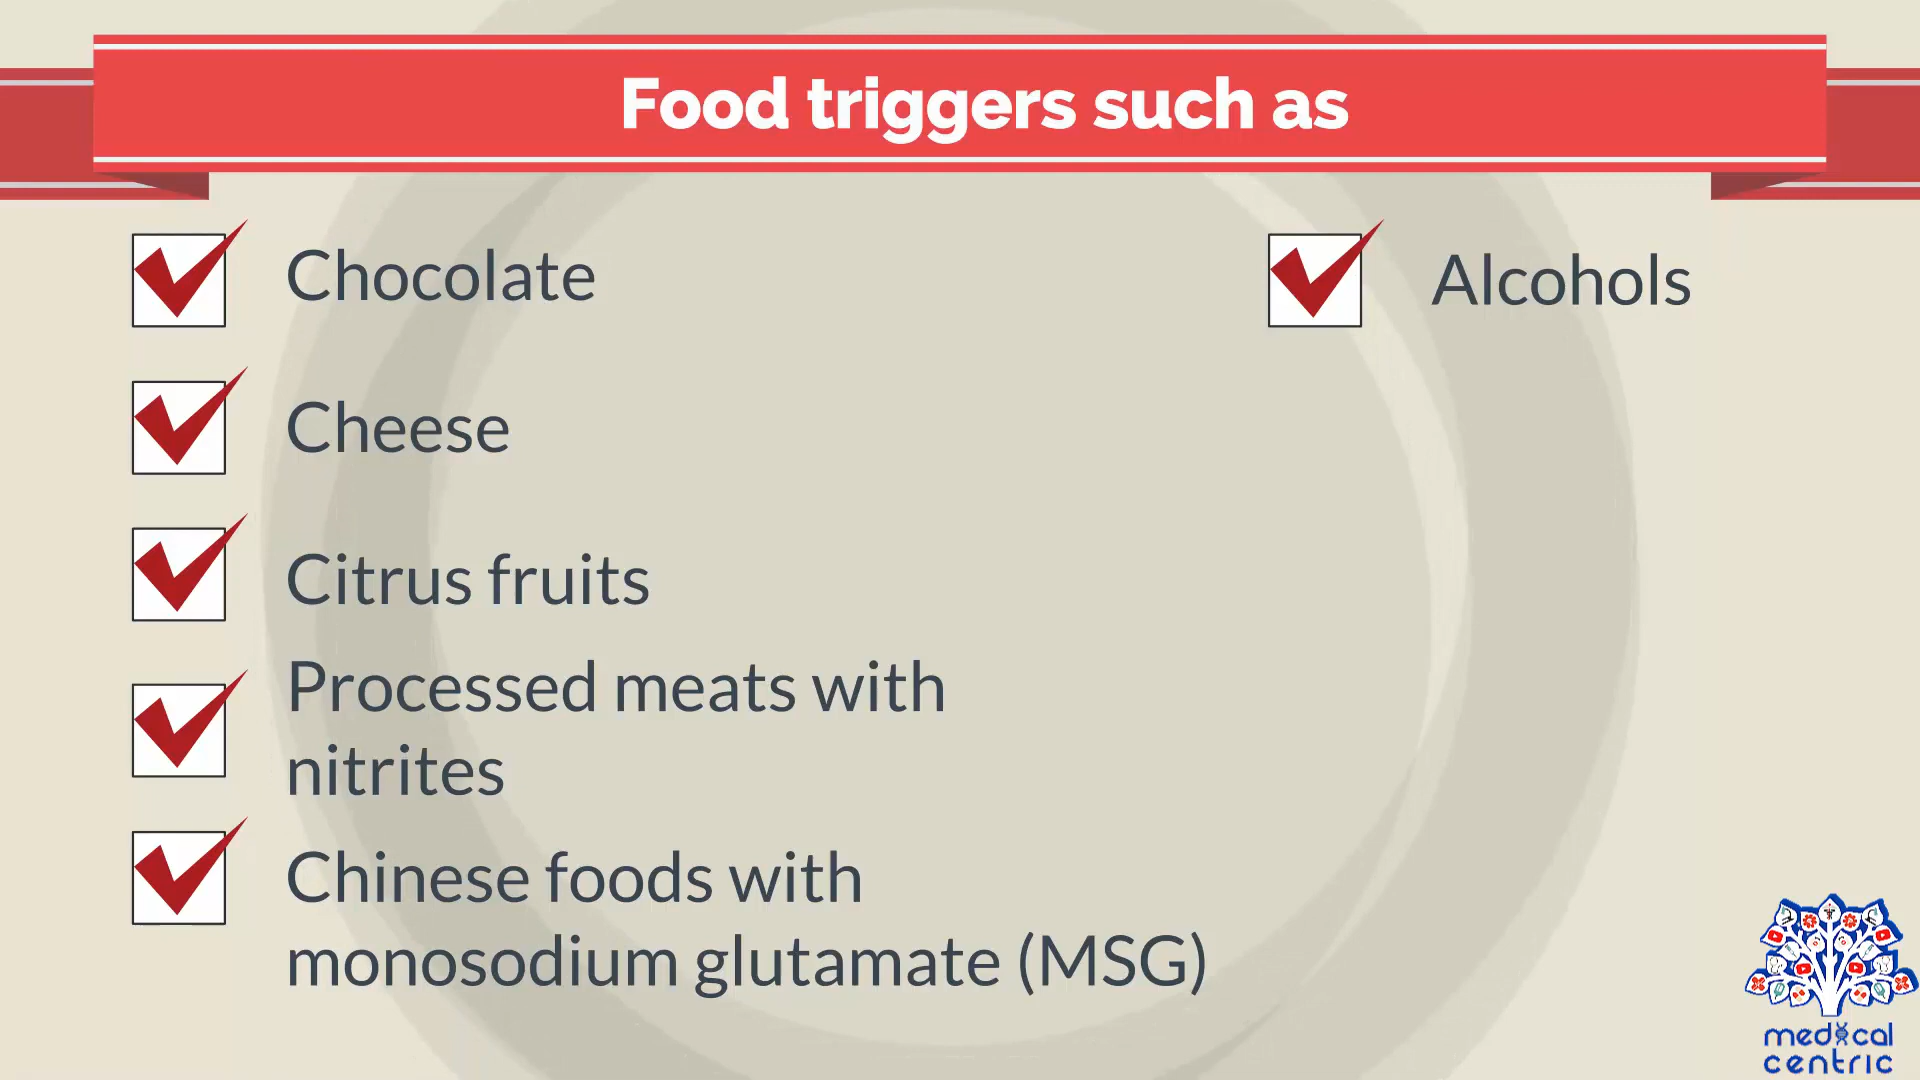 Food triggers such as
Chocolate
Cheese
Citrus fruits
Processed meats with
nitrites
Chinese foods with
monosodium glutamate (MSG)
Alcohols
medical
centric